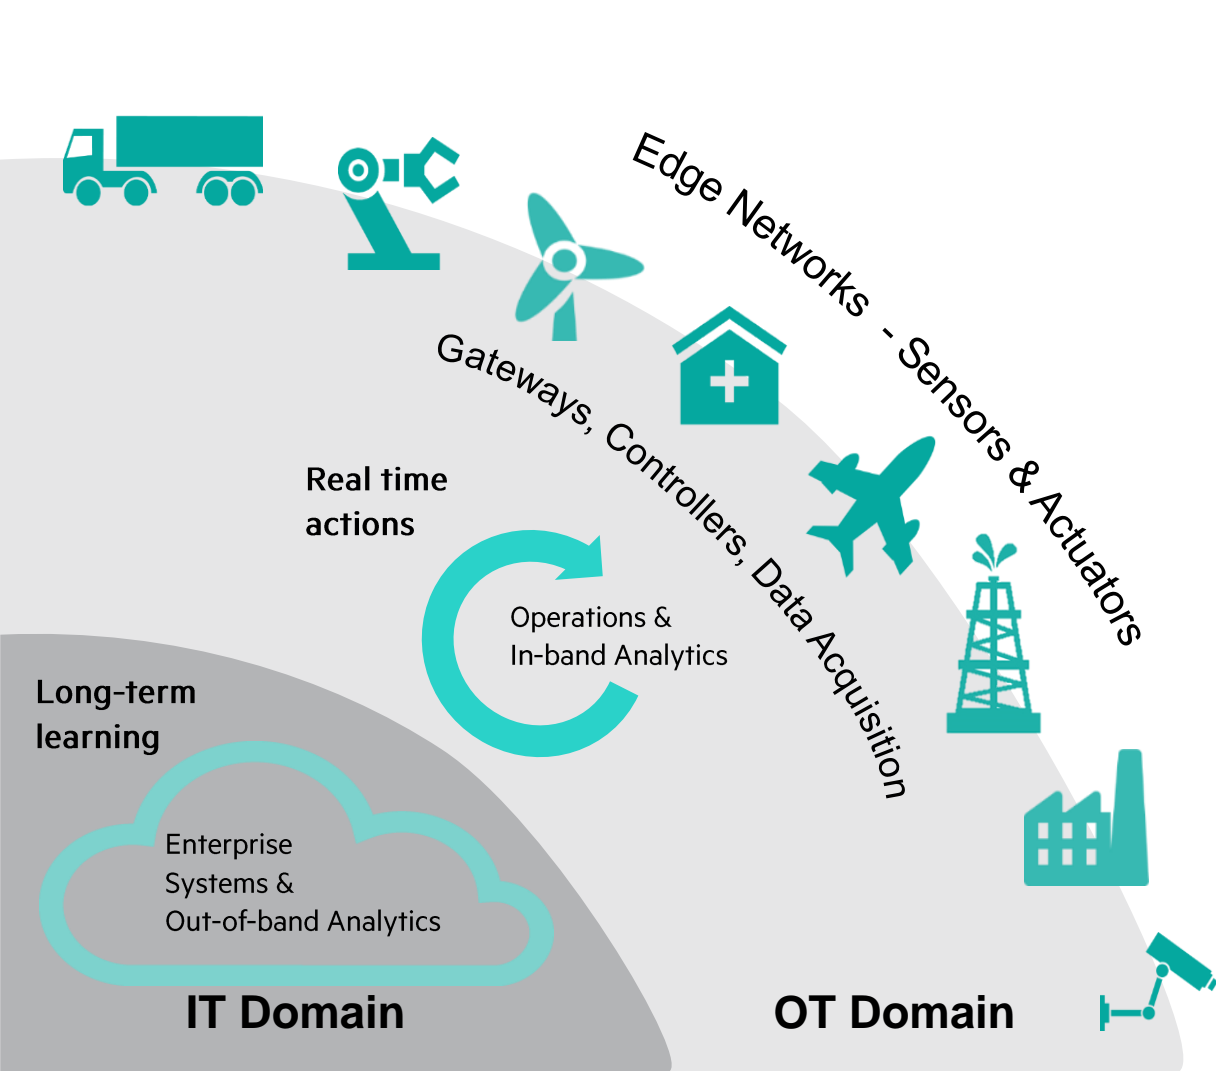 Edge Networks - Sensors & Actuators
Gateways, Controllers, Data Acquisition
Real time
actions
Operations &
In-band Analytics
Long-term
learning
Enterprise
Systems &
Out-of-band Analytics
IT Domain
OT Domain